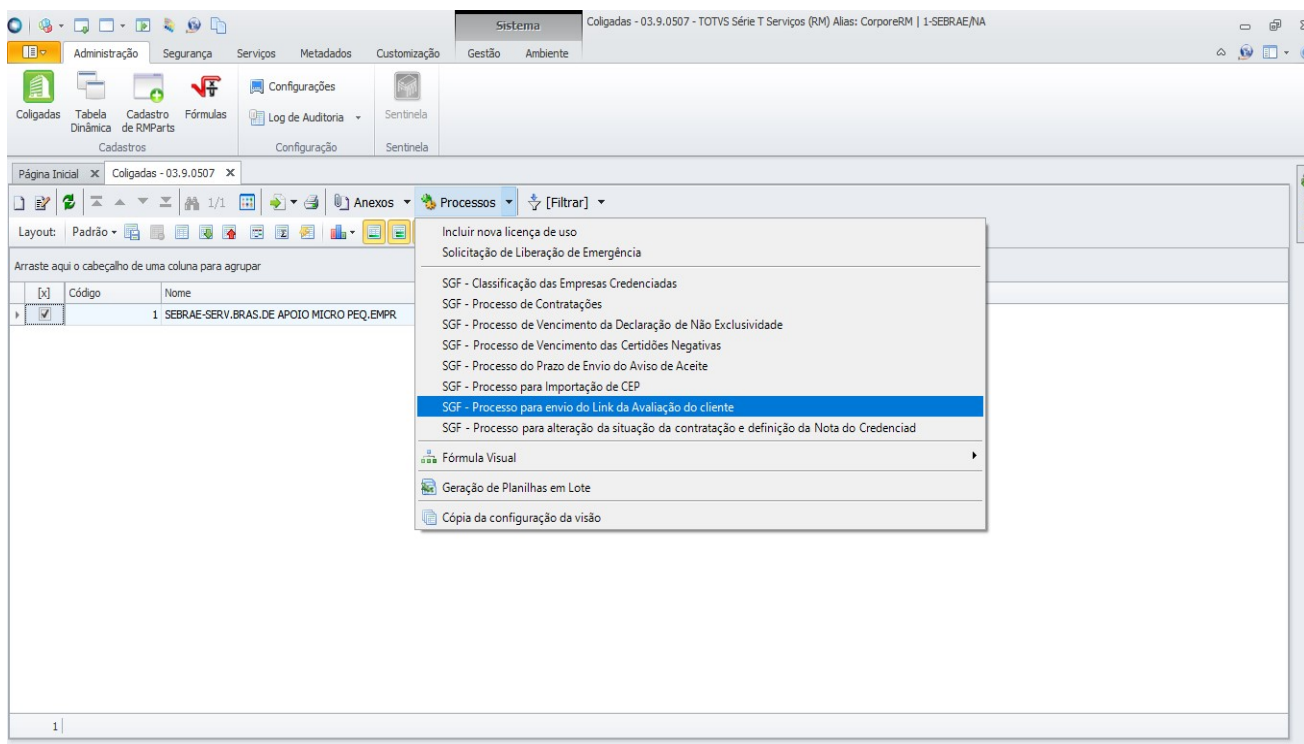 Sistema
Coligadas - 03.9.0507 - TOTVS Série T Serviços (RM) Alias: CorporeRM | 1-SEBRAE/NA
Administração Segurança Serviços Metadados Customização Gestão Ambiente
Coligadas
Tabela Dinâmica
Cadastro de RMParts
Fórmulas
Configurações
Log de Auditoria
Sentinela
Cadastros Configuração Sentinela
Página Inicial X Coligadas - 03.9.0507 X
1/1 Anexos Processos [Filtrar]
Layout: Padrão
Arraste aqui o cabeçalho de uma coluna para agrupar
[x] Código Nome
1 SEBRAE-SERV.BRAS.DE APOIO MICRO PEQ.EMPR
Incluir nova licença de uso
Solicitação de Liberação de Emergência
SGF - Classificação das Empresas Credenciadas
SGF - Processo de Contratações
SGF - Processo de Vencimento da Declaração de Não Exclusividade
SGF - Processo de Vencimento das Certidões Negativas
SGF - Processo do Prazo de Envio do Aviso de Aceite
SGF - Processo para Importação de CEP
SGF - Processo para envio do Link da Avaliação do cliente
SGF - Processo para alteração da situação da contratação e definição da Nota do Credenciad
Fórmula Visual
Geração de Planilhas em Lote
Cópia da configuração da visão
1